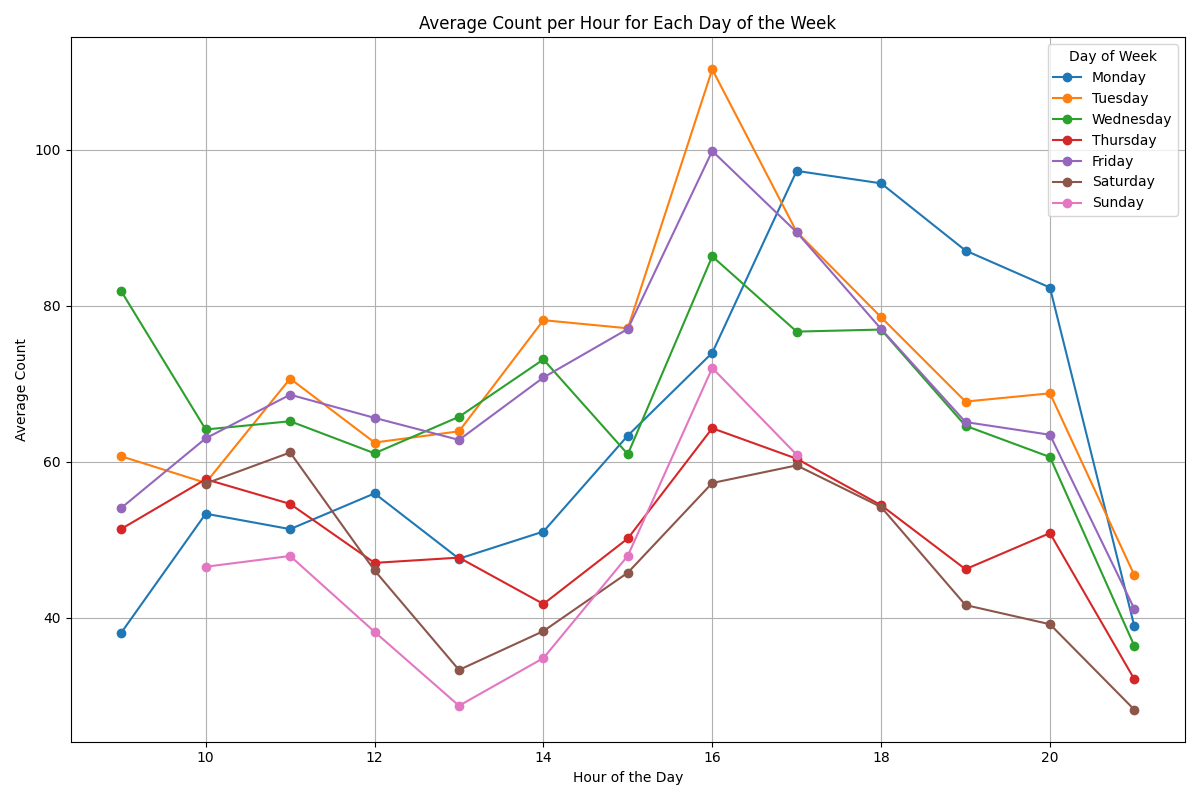 Average Count per Hour for Each Day of the Week
Day of Week
Monday
Tuesday
Wednesday
Thursday
Friday
Saturday
Sunday
Average Count
100
80
60
40
10 12 14 16 18 20
Hour of the Day